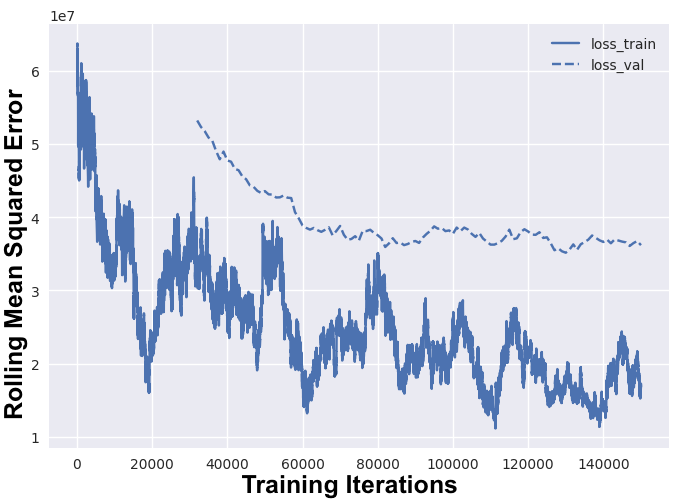 1e7
loss_train
loss_val
6
5
4
3
2
1
Rolling Mean Squared Error
0 20000 40000 60000 80000 100000 120000 140000
Training Iterations